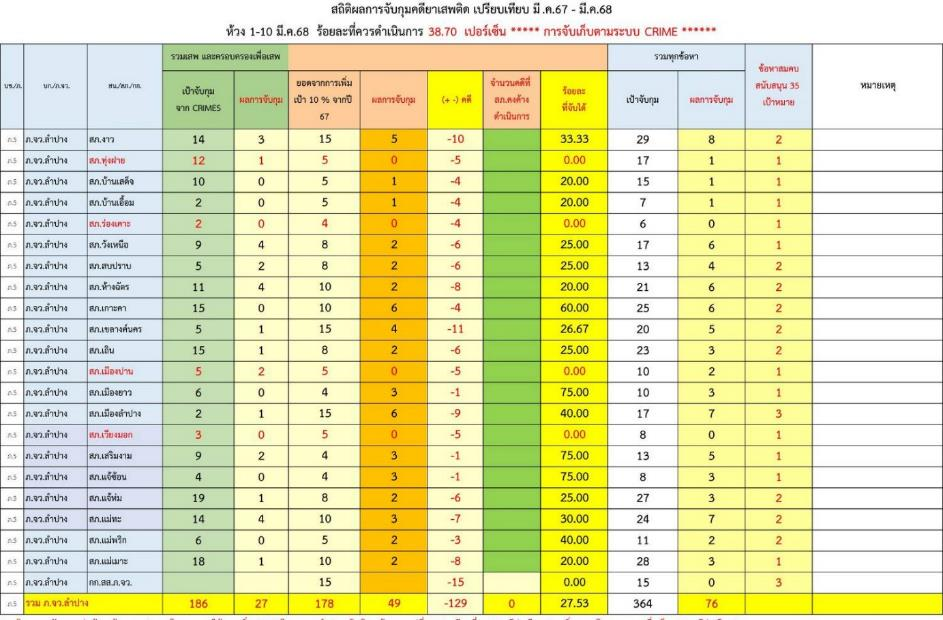 สถิติผลการจับกุมคดียาเสพติด เปรียบเทียบ มี.ค.67 - มี.ค.68
ห้วง 1-10 มี.ค.68 ร้อยละที่ควรดำเนินการ 38.70 เปอร์เซ็น ***** การจัดเก็บตามระบบ CRIME ******
รวมเสพ และครอบครองเพื่อเสพ รวมทุกข้อหา
บช./ภ. บก./ภ.จว. สน./สภ./กก. เป้าจับกุม จาก CRIMES ผลการจับกุม ยอดจากการเพิ่ม เป้า 10 % จากปี 67 ผลการจับกุม (+ -) คดี จำนวนคดีที่ สภ.คงค้าง ดำเนินการ ร้อยละ ที่จับได้ เป้าจับกุม ผลการจับกุม ข้อหาสมคบ สนับสนุน 35 เป้าหมาย หมายเหตุ
ภ.5 ภ.จว.ลำปาง สภ.งาว 14 3 15 5 -10 33.33 29 8 2
ภ.5 ภ.จว.ลำปาง สภ.ทุ่งฝาย 12 1 5 0 -5 0.00 17 1 1
ภ.5 ภ.จว.ลำปาง สภ.บ้านเสด็จ 10 0 5 1 -4 20.00 15 1 1
ภ.5 ภ.จว.ลำปาง สภ.บ้านเอื้อม 2 0 5 1 -4 20.00 7 1 1
ภ.5 ภ.จว.ลำปาง สภ.ร่องเคาะ 2 0 4 0 -4 0.00 6 0 1
ภ.5 ภ.จว.ลำปาง สภ.วังเหนือ 9 4 8 2 -6 25.00 17 6 1
ภ.5 ภ.จว.ลำปาง สภ.สบปราบ 5 2 8 2 -6 25.00 13 4 2
ภ.5 ภ.จว.ลำปาง สภ.ห้างฉัตร 11 4 10 2 -8 20.00 21 6 2
ภ.5 ภ.จว.ลำปาง สภ.เกาะคา 15 0 10 6 -4 60.00 25 6 2
ภ.5 ภ.จว.ลำปาง สภ.เขลางค์นคร 5 1 15 4 -11 26.67 20 5 2
ภ.5 ภ.จว.ลำปาง สภ.เถิน 15 1 8 2 -6 25.00 23 3 2
ภ.5 ภ.จว.ลำปาง สภ.เมืองปาน 5 2 5 0 -5 0.00 10 2 1
ภ.5 ภ.จว.ลำปาง สภ.เมืองยาว 6 0 4 3 -1 75.00 10 3 1
ภ.5 ภ.จว.ลำปาง สภ.เมืองลำปาง 2 1 15 6 -9 40.00 17 7 3
ภ.5 ภ.จว.ลำปาง สภ.เวียงมอก 3 0 5 0 -5 0.00 8 0 1
ภ.5 ภ.จว.ลำปาง สภ.เสริมงาม 9 2 4 3 -1 75.00 13 5 1
ภ.5 ภ.จว.ลำปาง สภ.แจ้ซ้อน 4 0 4 3 -1 75.00 8 3 1
ภ.5 ภ.จว.ลำปาง สภ.แจ้ห่ม 19 1 8 2 -6 25.00 27 3 2
ภ.5 ภ.จว.ลำปาง สภ.แม่ทะ 14 4 10 3 -7 30.00 24 7 2
ภ.5 ภ.จว.ลำปาง สภ.แม่พริก 6 0 5 2 -3 40.00 11 2 2
ภ.5 ภ.จว.ลำปาง สภ.แม่เมาะ 18 1 10 2 -8 20.00 28 3 1
ภ.5 ภ.จว.ลำปาง กก.สส.ภ.จว. 15 -15 0.00 15 0 3
ภ.5 รวม ภ.จว.ลำปาง 186 27 178 49 -129 0 27.53 364 76